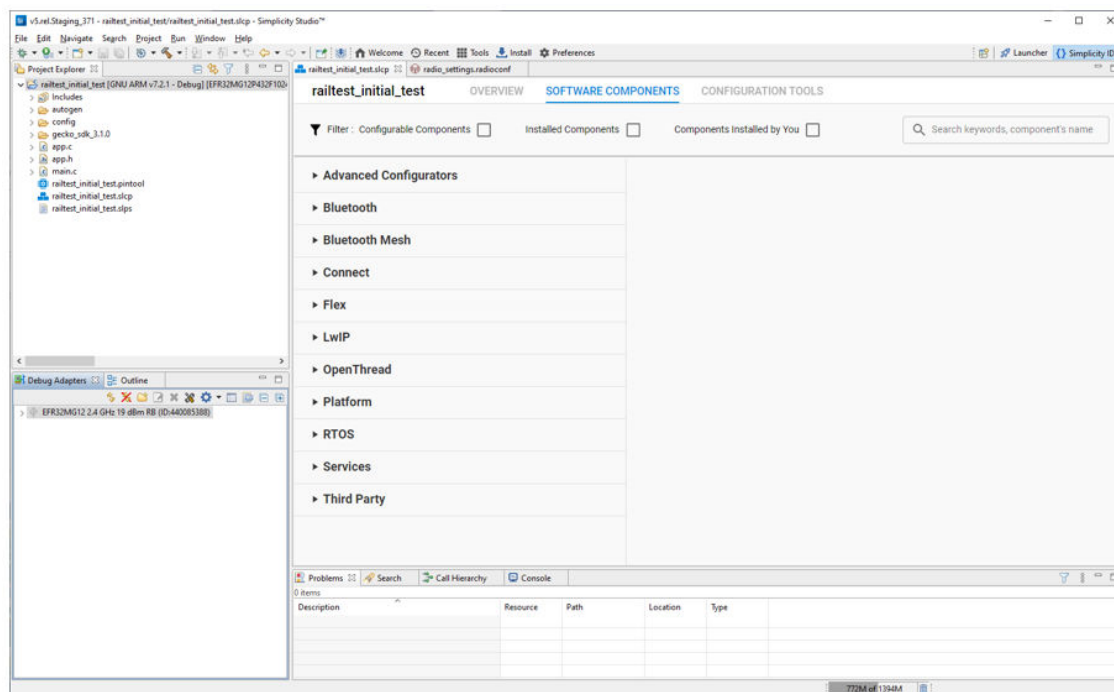 v5.rel.Staging_371 - railtest_initial_test/railtest_initial_test.slcp - Simplicity Studio™
File Edit Navigate Search Project Run Window Help
Welcome Recent Tools Install Preferences Launcher {} Simplicity ID
Project Explorer
railtest_initial_test [GNU ARM v7.2.1 - Debug] [EFR32MG12P432F102
Includes
autogen
config
gecko_sdk_3.1.0
app.c
app.h
main.c
railtest_initial_test.pintool
railtest_initial_test.slcp
railtest_initial_test.slps
Debug Adapters Outline
EFR32MG12 2.4 GHz 19 dBm RB (ID:440085388)
railtest_initial_test.slcp radio_settings.radioconf
railtest_initial_test OVERVIEW SOFTWARE COMPONENTS CONFIGURATION TOOLS
Filter : Configurable Components Installed Components Components Installed by You Search keywords, component's name
Advanced Configurators
Bluetooth
Bluetooth Mesh
Connect
Flex
LwIP
OpenThread
Platform
RTOS
Services
Third Party
Problems Search Call Hierarchy Console
0 items
Description Resource Path Location Type
772M of 1394M